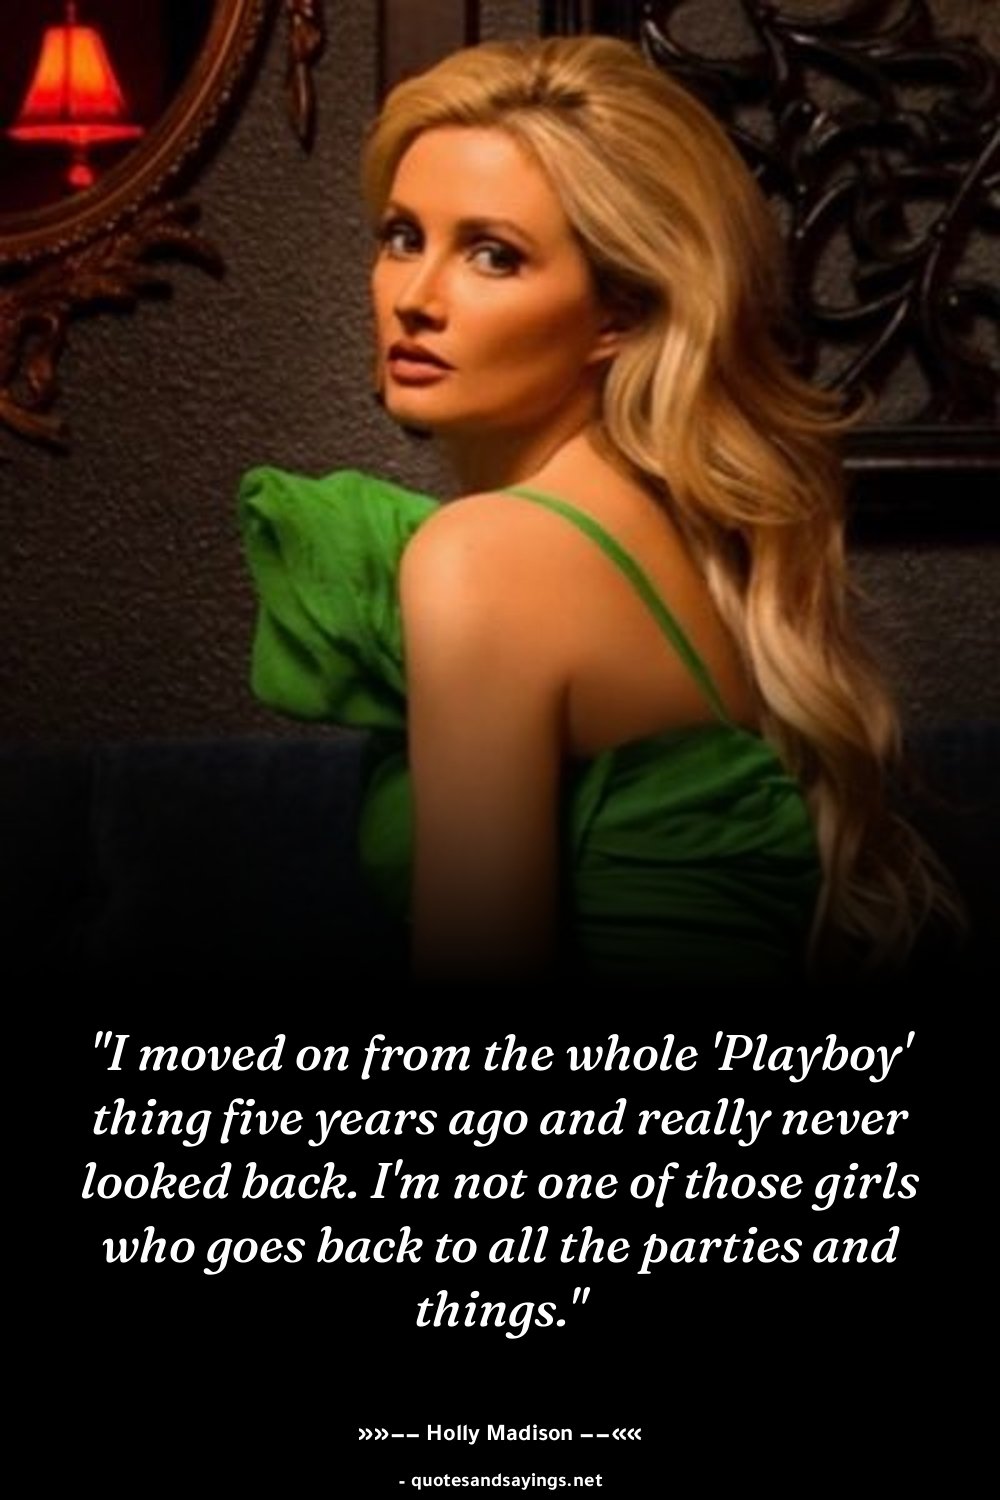 "I moved on from the whole 'Playboy'
thing five years ago and really never
looked back. I'm not one of those girls
who goes back to all the parties and
things."
»»–– Holly Madison ––««
- quotesandsayings.net